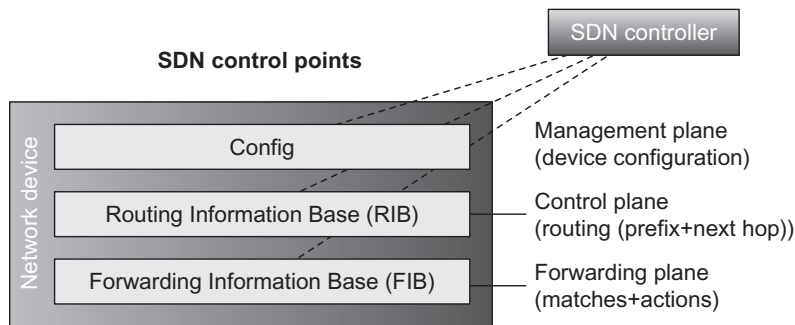 SDN controller
SDN control points
Network device
Config
Management plane
(device configuration)
Routing Information Base (RIB)
Control plane
(routing (prefix+next hop))
Forwarding Information Base (FIB)
Forwarding plane
(matches+actions)